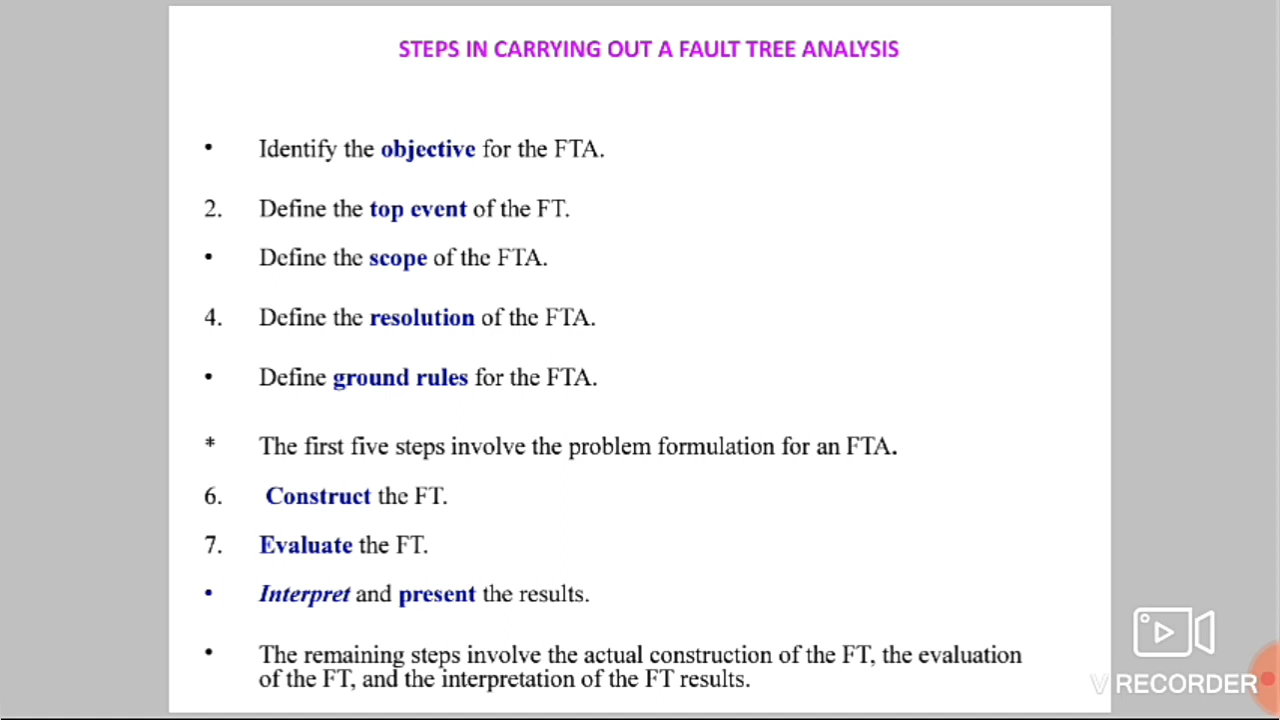 STEPS IN CARRYING OUT A FAULT TREE ANALYSIS
• Identify the objective for the FTA.
2. Define the top event of the FT.
• Define the scope of the FTA.
4. Define the resolution of the FTA.
• Define ground rules for the FTA.
* The first five steps involve the problem formulation for an FTA.
6. Construct the FT.
7. Evaluate the FT.
• Interpret and present the results.
• The remaining steps involve the actual construction of the FT, the evaluation
of the FT, and the interpretation of the FT results.
V RECORDER